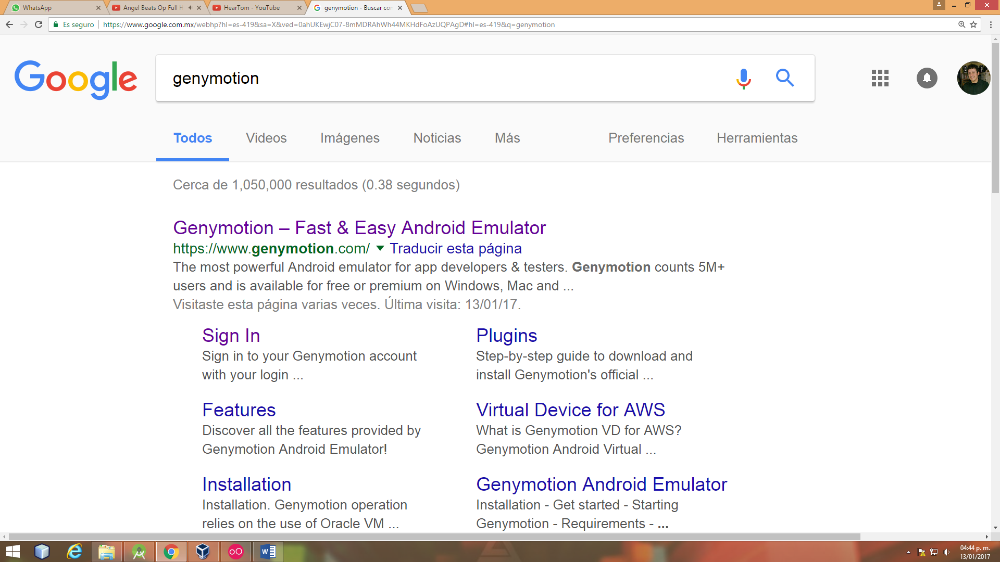 WhatsApp
Angel Beats Op Full H
HearTom - YouTube
genymotion - Buscar con
Es seguro
https://www.google.com.mx/webhp?hl=es-419&sa=X&ved=0ahUKEwjC07-8mMDRAhWh44MKHdFoAzUQPAgD#hl=es-419&q=genymotion
Google
genymotion
Todos Videos Imágenes Noticias Más Preferencias Herramientas
Cerca de 1,050,000 resultados (0.38 segundos)
Genymotion – Fast & Easy Android Emulator
https://www.genymotion.com/ Traducir esta página
The most powerful Android emulator for app developers & testers. Genymotion counts 5M+
users and is available for free or premium on Windows, Mac and ...
Visitaste esta página varias veces. Última visita: 13/01/17.
Sign In
Sign in to your Genymotion account
with your login ...
Plugins
Step-by-step guide to download and
install Genymotion's official ...
Features
Discover all the features provided by
Genymotion Android Emulator!
Virtual Device for AWS
What is Genymotion VD for AWS?
Genymotion Android Virtual ...
Installation
Installation. Genymotion operation
relies on the use of Oracle VM ...
Genymotion Android Emulator
Installation - Get started - Starting
Genymotion - Requirements - ...
04:44 p. m.
13/01/2017